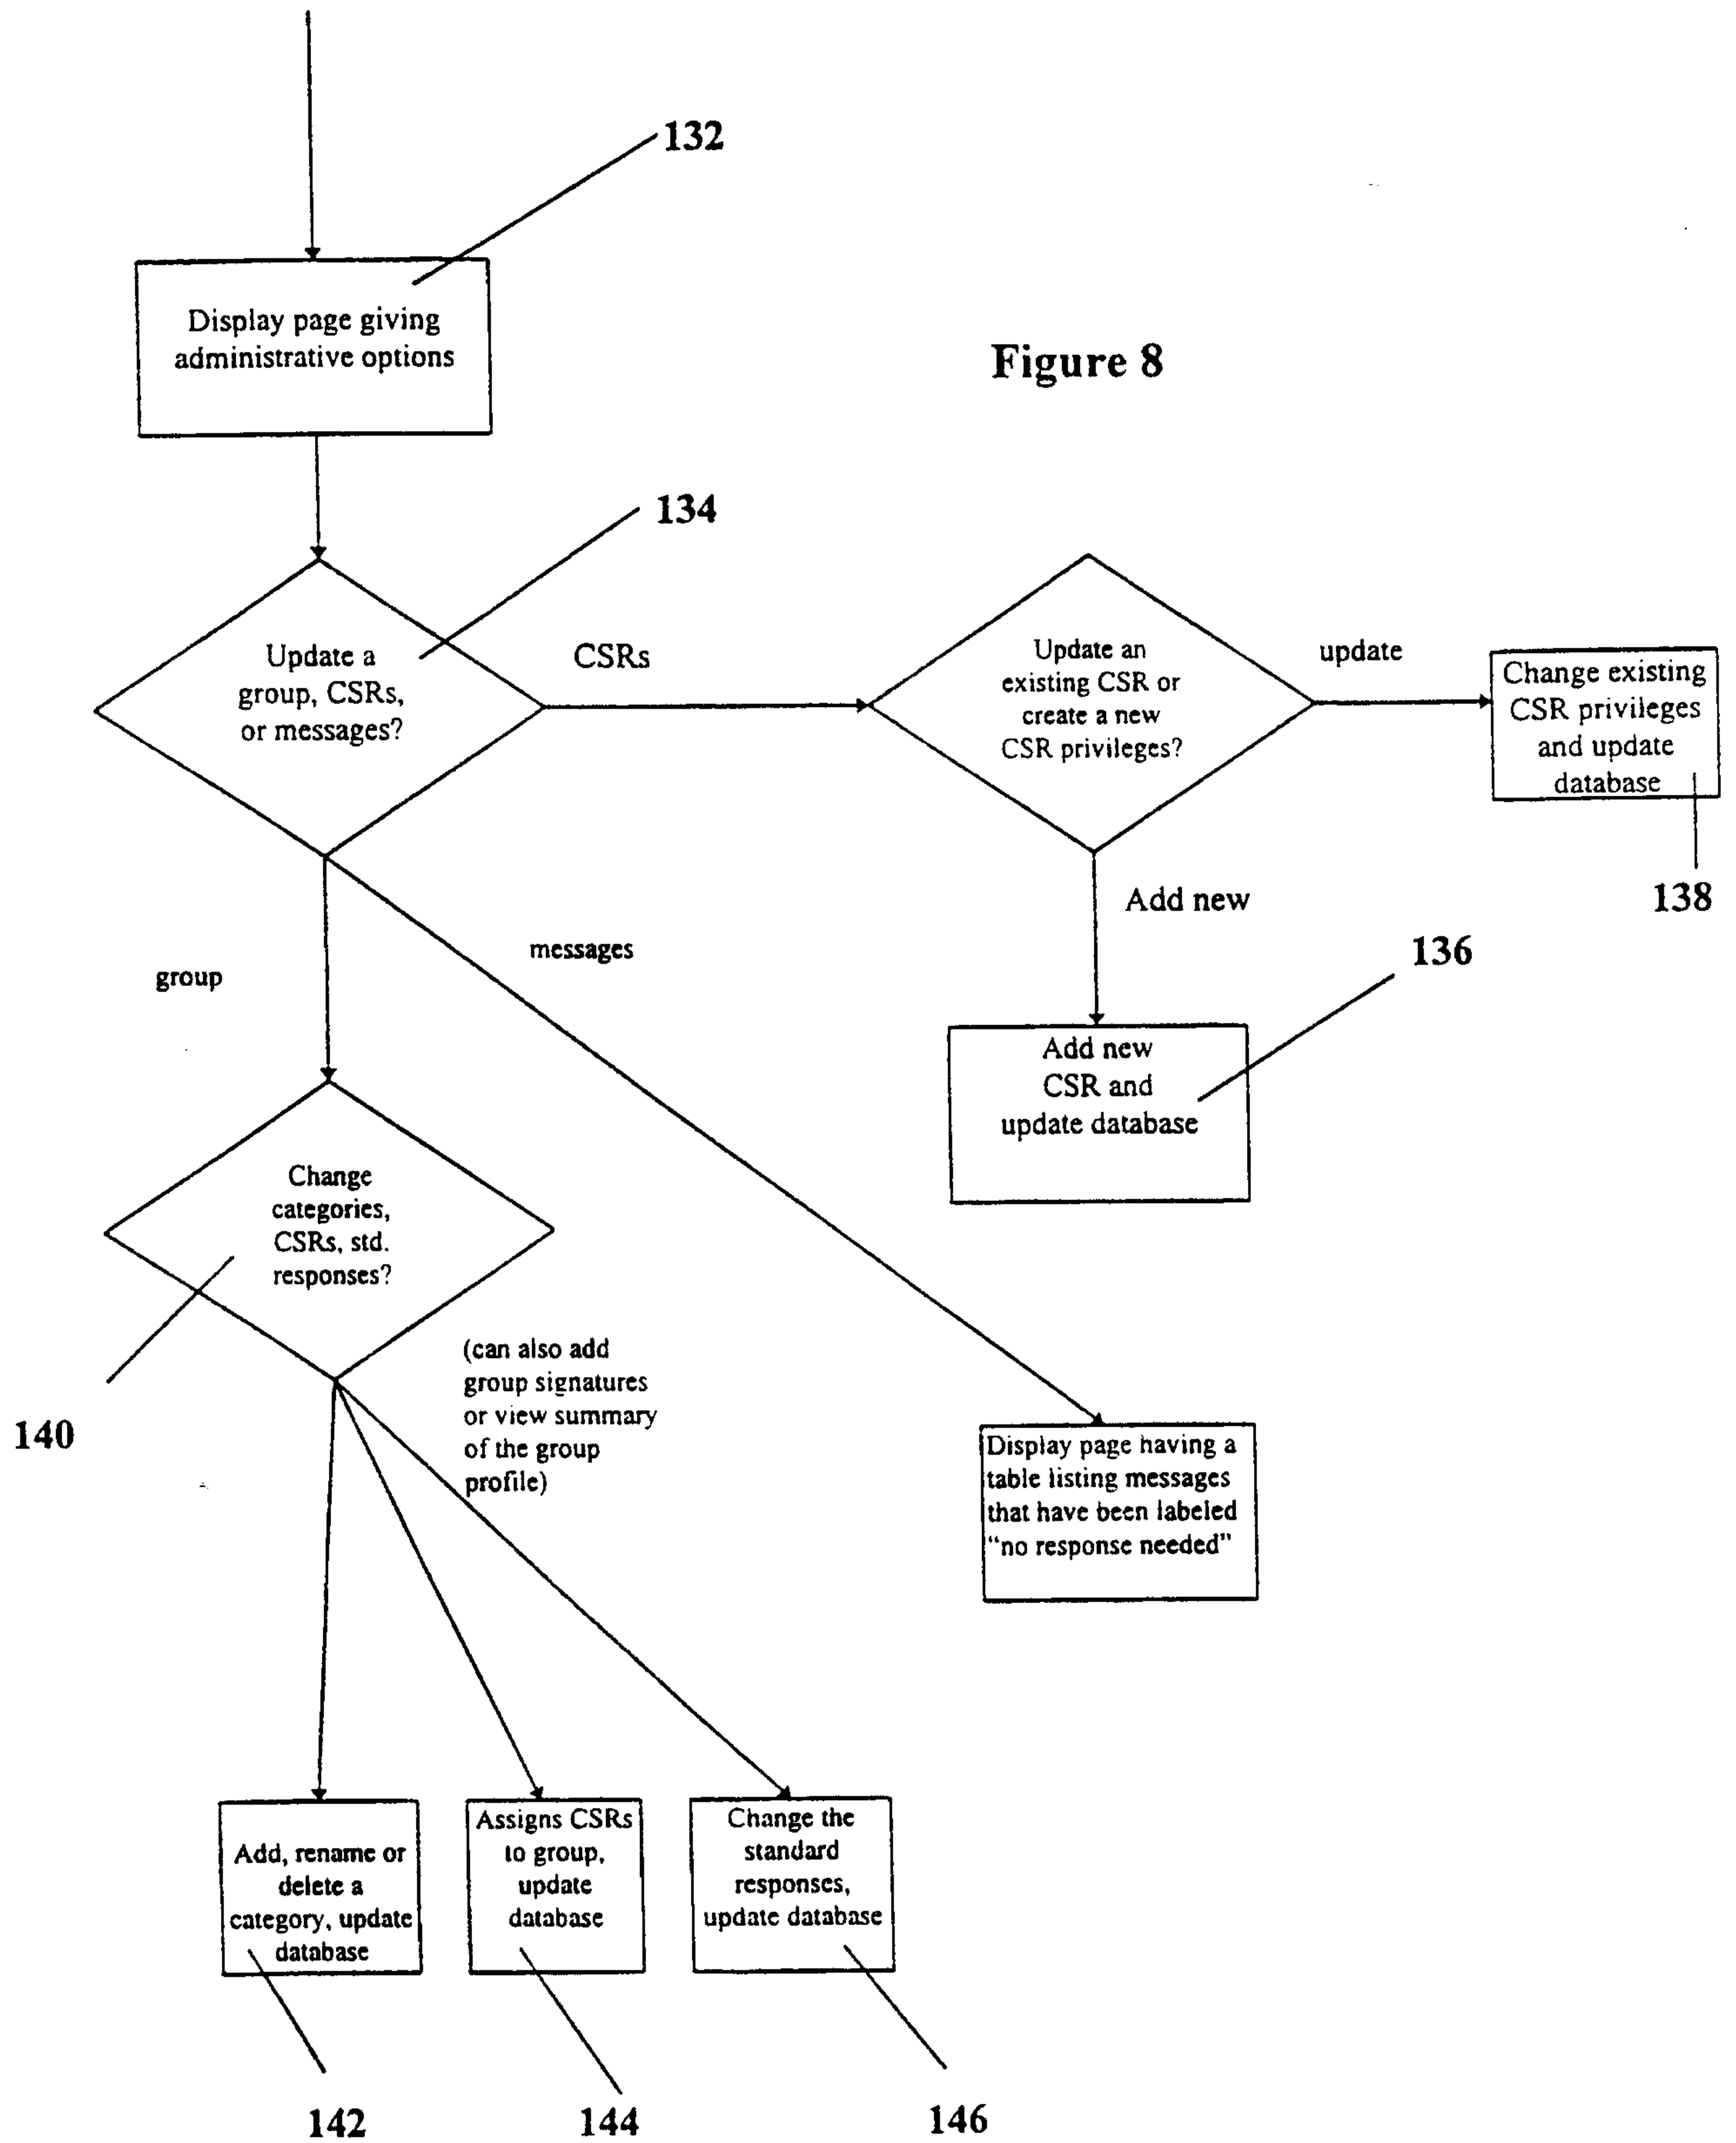 132
Display page giving
administrative options
Figure 8
134
Update a
group, CSRs,
or messages?
CSRs
Update an
existing CSR or
create a new
CSR privileges?
update
Change existing
CSR privileges
and update
database
138
Add new
136
Add new
CSR and
update database
messages
group
Change
categories,
CSRs, std.
responses?
140
(can also add
group signatures
or view summary
of the group
profile)
Display page having a
table listing messages
that have been labeled
“no response needed”
Add, rename or
delete a
category, update
database
Assigns CSRs
to group,
update
database
Change the
standard
responses,
update database
142
144
146